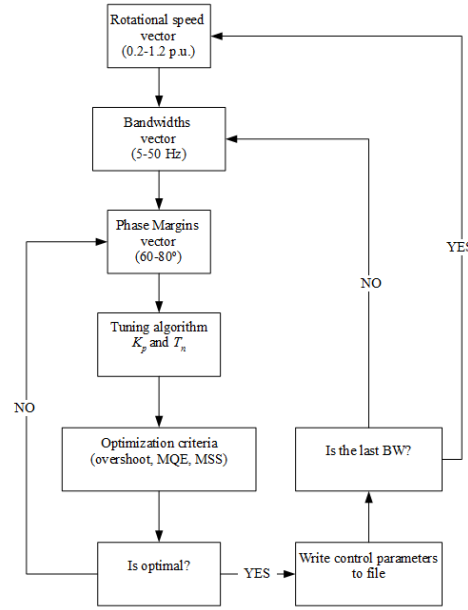 Rotational speed
vector
(0.2-1.2 p.u.)
Bandwidths
vector
(5-50 Hz)
YES
Phase Margins
vector
(60-80º)
NO
Tuning algorithm
Kp and Tn
NO
Optimization criteria
(overshoot, MQE, MSS)
Is the last BW?
Is optimal?
YES
Write control parameters
to file